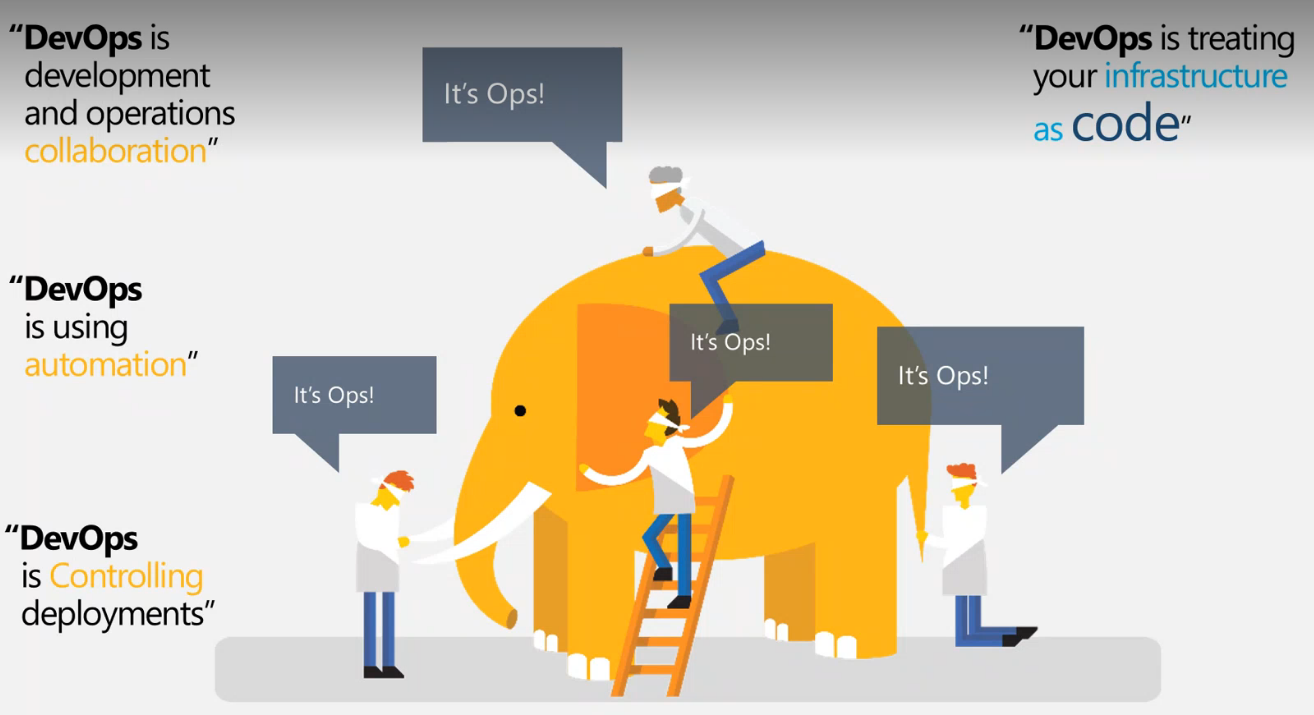 “DevOps is
development
and operations
collaboration”
“DevOps is treating
your infrastructure
as code”
It’s Ops!
“DevOps
is using
automation”
It’s Ops!
It’s Ops!
It’s Ops!
“DevOps
is Controlling
deployments”